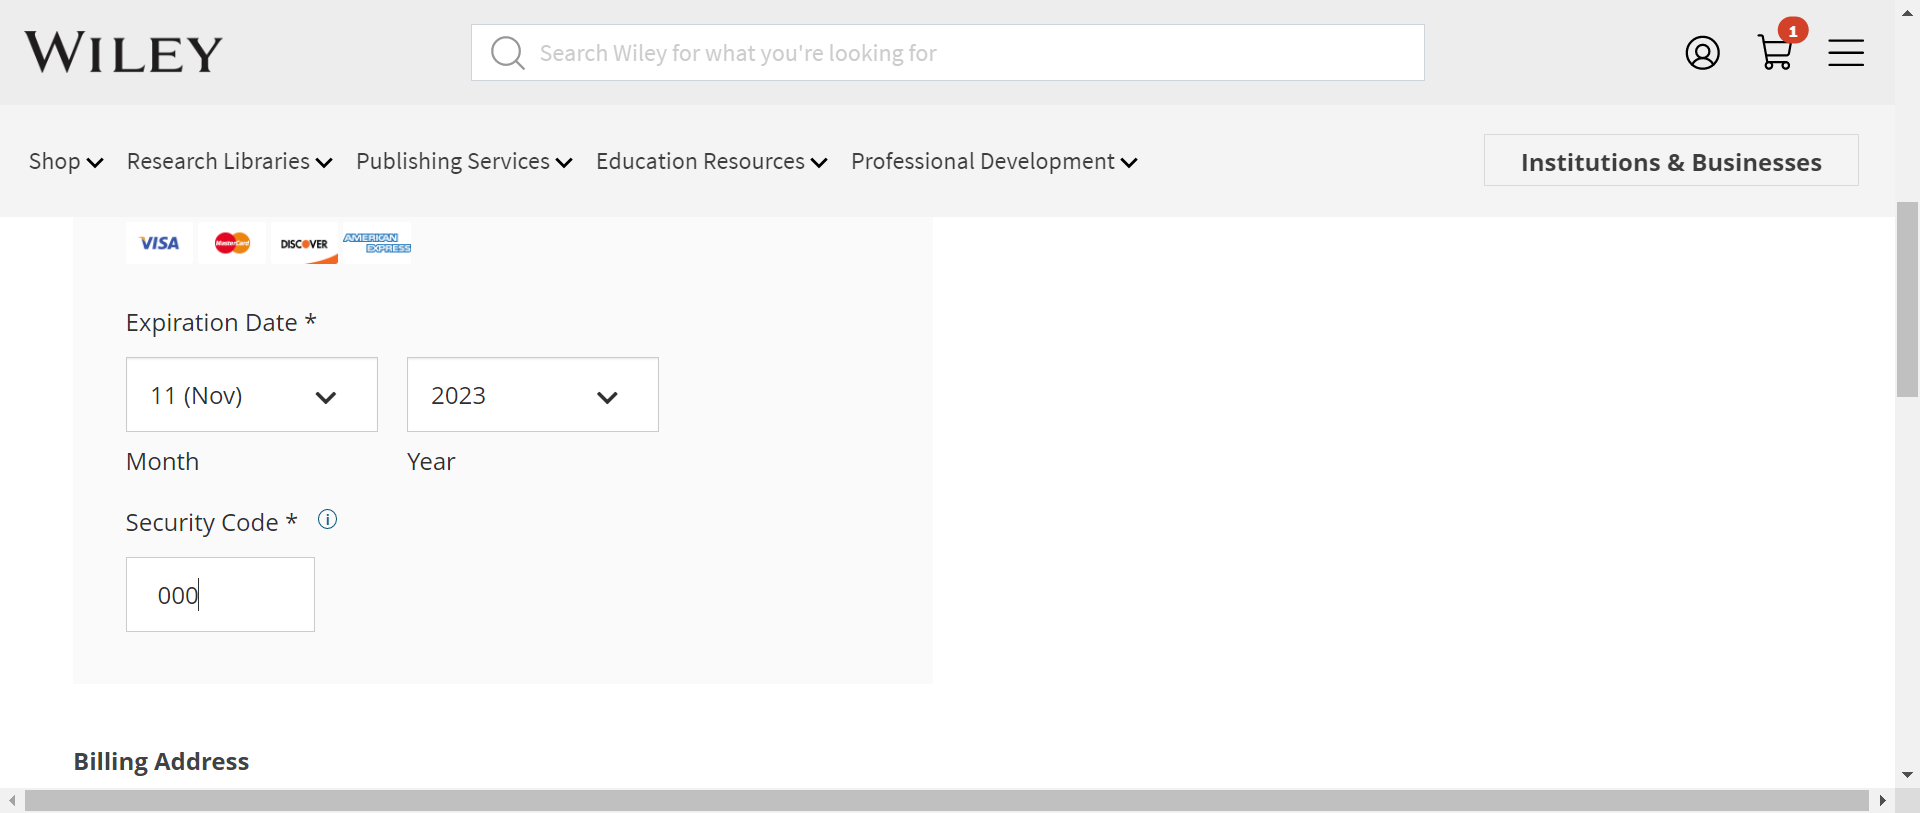 WILEY
Search Wiley for what you're looking for
1
Shop
Research Libraries
Publishing Services
Education Resources
Professional Development
Institutions & Businesses
VISA
MasterCard
DISCOVER
AMERICAN EXPRESS
Expiration Date *
11 (Nov)
2023
Month
Year
Security Code *
i
000
Billing Address